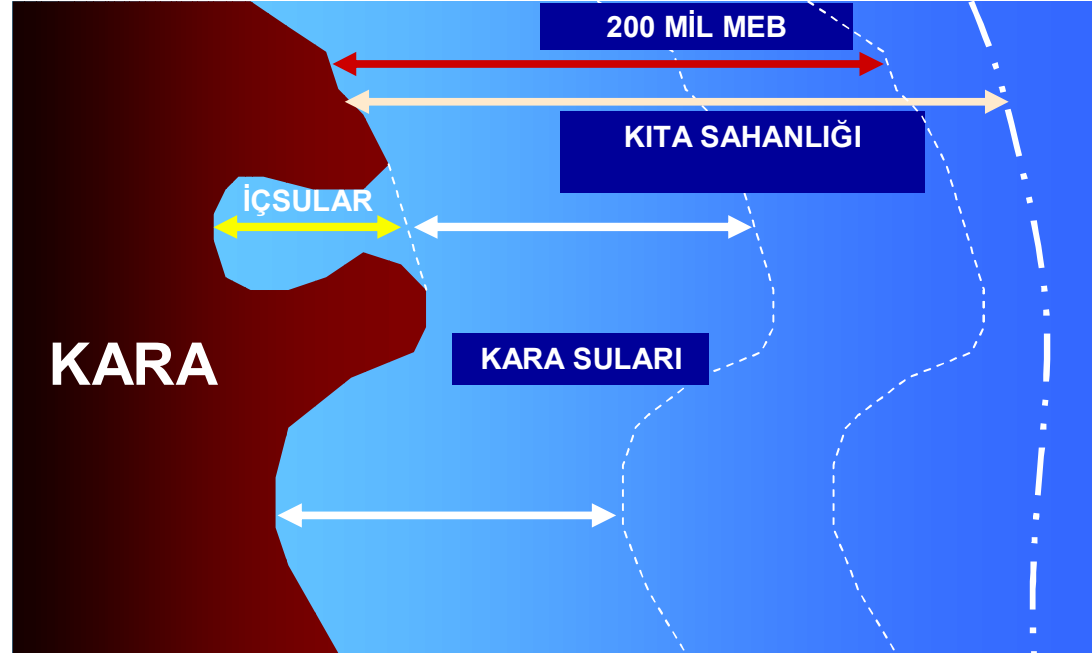 200 MİL MEB
KITA SAHANLIĞI
İÇSULAR
KARA SULARI
KARA